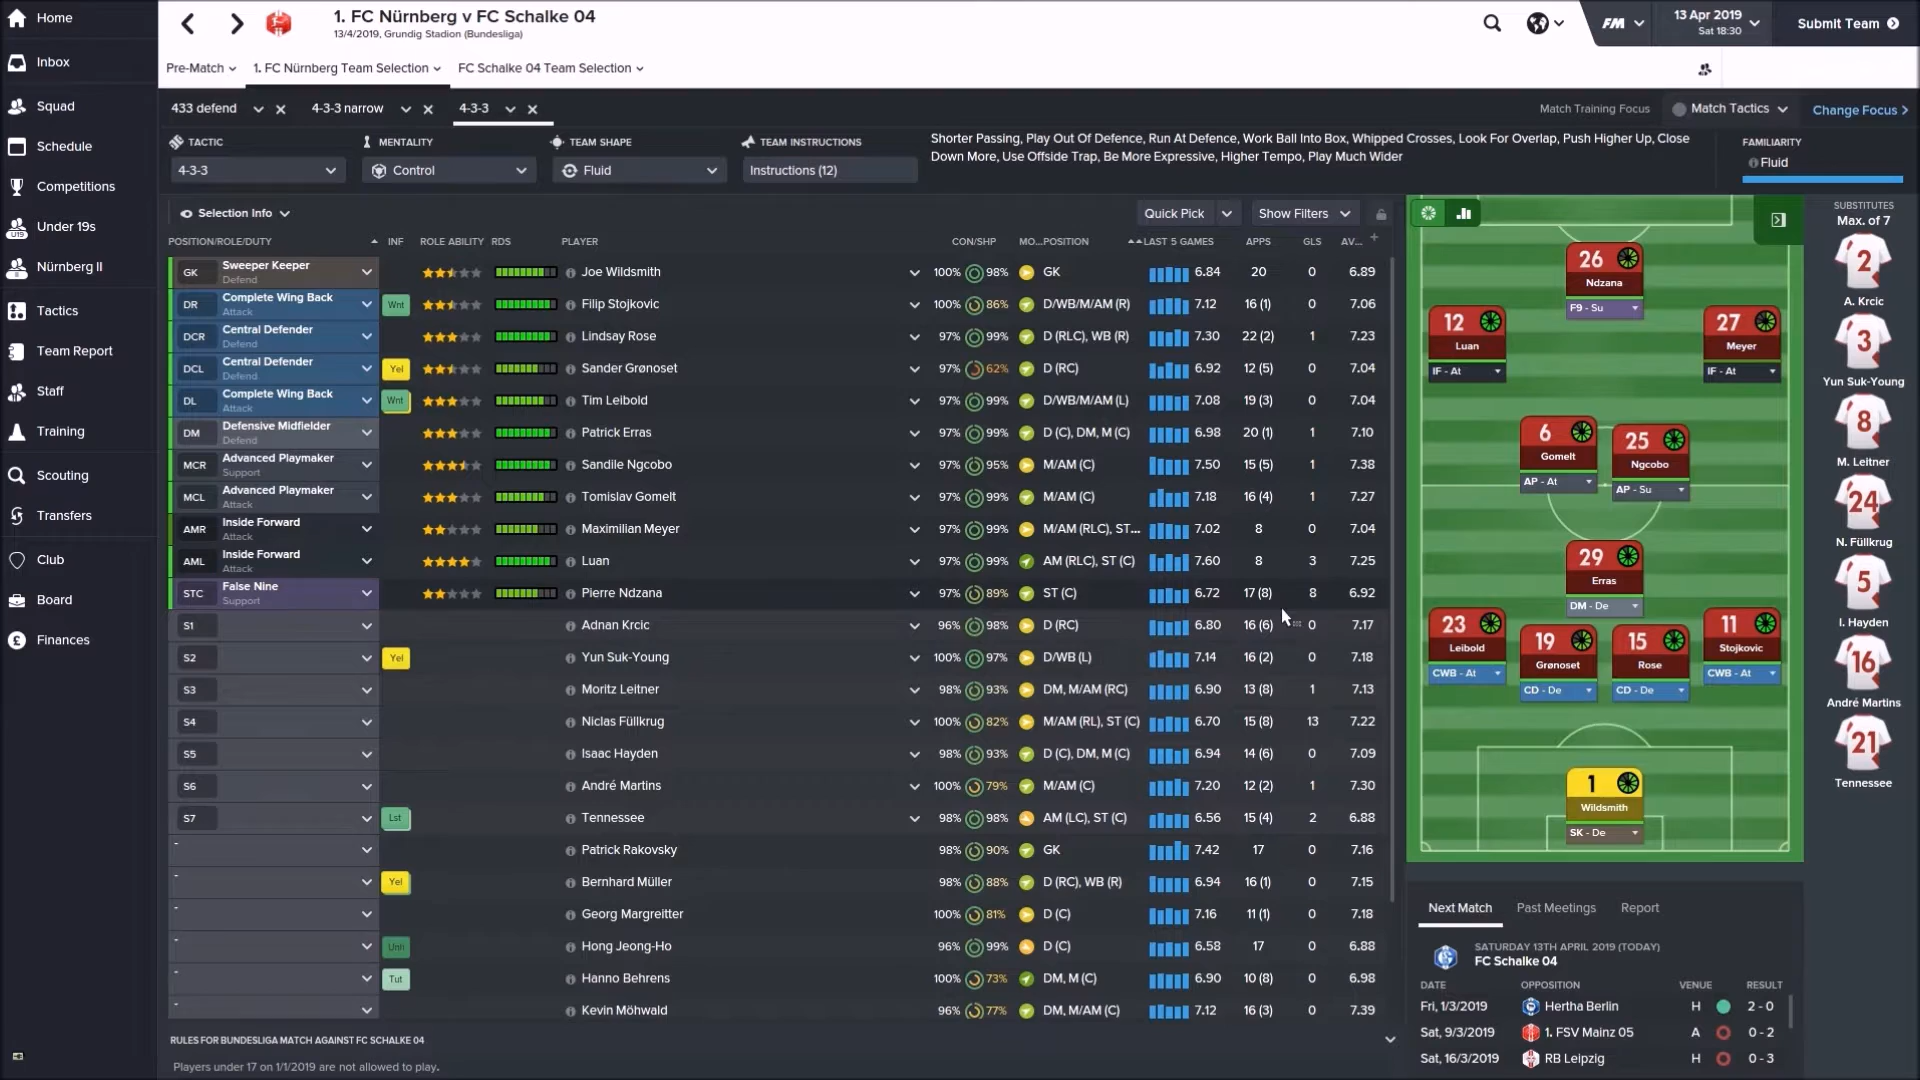 Home
Inbox
Squad
Schedule
Competitions
Under 19s
Nürnberg II
Tactics
Team Report
Staff
Training
Scouting
Transfers
Club
Board
Finances
1. FC Nürnberg v FC Schalke 04
13/4/2019, Grundig Stadion (Bundesliga)
FM
13 Apr 2019
Sat 18:30
Submit Team
Pre-Match
1. FC Nürnberg Team Selection
FC Schalke 04 Team Selection
433 defend
4-3-3 narrow
4-3-3
Match Training Focus
Match Tactics
Change Focus >
TACTIC
4-3-3
MENTALITY
Control
TEAM SHAPE
Fluid
TEAM INSTRUCTIONS
Instructions (12)
Shorter Passing, Play Out Of Defence, Run At Defence, Work Ball Into Box, Whipped Crosses, Look For Overlap, Push Higher Up, Close
Down More, Use Offside Trap, Be More Expressive, Higher Tempo, Play Much Wider
FAMILIARITY
Fluid
Selection Info
Quick Pick
Show Filters
POSITION/ROLE/DUTY INF ROLE ABILITY RDS PLAYER CON/SHP MO... POSITION LAST 5 GAMES APPS GLS AV...
GK Sweeper Keeper Defend Joe Wildsmith 100% 98% GK 6.84 20 0 6.89
DR Complete Wing Back Attack Wnt Filip Stojkovic 100% 86% D/WB/M/AM (R) 7.12 16 (1) 0 7.06
DCR Central Defender Defend Lindsay Rose 97% 99% D (RLC), WB (R) 7.30 22 (2) 1 7.23
DCL Central Defender Defend Yel Sander Grønoset 97% 62% D (RC) 6.92 12 (5) 0 7.04
DL Complete Wing Back Attack Wnt Tim Leibold 97% 99% D/WB/M/AM (L) 7.08 19 (3) 0 7.04
DM Defensive Midfielder Defend Patrick Erras 97% 99% D (C), DM, M (C) 6.98 20 (1) 1 7.10
MCR Advanced Playmaker Support Sandile Ngcobo 97% 95% M/AM (C) 7.50 15 (5) 1 7.38
MCL Advanced Playmaker Attack Tomislav Gomelt 97% 99% M/AM (C) 7.18 16 (4) 1 7.27
AMR Inside Forward Attack Maximilian Meyer 97% 99% M/AM (RLC), ST... 7.02 8 0 7.04
AML Inside Forward Attack Luan 97% 99% AM (RLC), ST (C) 7.60 8 3 7.25
STC False Nine Support Pierre Ndzana 97% 89% ST (C) 6.72 17 (8) 8 6.92
S1 Adnan Krcic 96% 98% D (RC) 6.80 16 (6) 0 7.17
S2 Yel Yun Suk-Young 100% 97% D/WB (L) 7.14 16 (2) 0 7.18
S3 Moritz Leitner 98% 93% DM, M/AM (RC) 6.90 13 (8) 1 7.13
S4 Niclas Füllkrug 100% 82% M/AM (RL), ST (C) 6.70 15 (8) 13 7.22
S5 Isaac Hayden 98% 93% D (C), DM, M (C) 6.94 14 (6) 0 7.09
S6 André Martins 100% 79% M/AM (C) 7.20 12 (2) 1 7.30
S7 Lst Tennessee 98% 98% AM (LC), ST (C) 6.56 15 (4) 2 6.88
- Patrick Rakovsky 98% 90% GK 7.42 17 0 7.16
- Yel Bernhard Müller 98% 88% D (RC), WB (R) 6.94 16 (1) 0 7.15
- Georg Margreitter 100% 81% D (C) 7.16 11 (1) 0 7.18
- Unh Hong Jeong-Ho 96% 99% D (C) 6.58 17 0 6.88
- Tut Hanno Behrens 100% 73% DM, M (C) 6.90 10 (8) 0 6.98
- Kevin Möhwald 96% 77% DM, M/AM (C) 7.12 16 (3) 0 7.39
RULES FOR BUNDESLIGA MATCH AGAINST FC SCHALKE 04
Players under 17 on 1/1/2019 are not allowed to play.
26
Ndzana
F9 - Su
12
Luan
IF - At
27
Meyer
IF - At
6
Gomelt
AP - At
25
Ngcobo
AP - Su
29
Erras
DM - De
23
Leibold
CWB - At
19
Grønoset
CD - De
15
Rose
CD - De
11
Stojkovic
CWB - At
1
Wildsmith
SK - De
SUBSTITUTES
Max. of 7
2
A. Krcic
3
Yun Suk-Young
8
M. Leitner
24
N. Füllkrug
5
I. Hayden
16
André Martins
21
Tennessee
Next Match
Past Meetings
Report
SATURDAY 13TH APRIL 2019 (TODAY)
FC Schalke 04
DATE OPPOSITION VENUE RESULT
Fri, 1/3/2019 Hertha Berlin H 2 - 0
Sat, 9/3/2019 1. FSV Mainz 05 A 0 - 2
Sat, 16/3/2019 RB Leipzig H 0 - 3